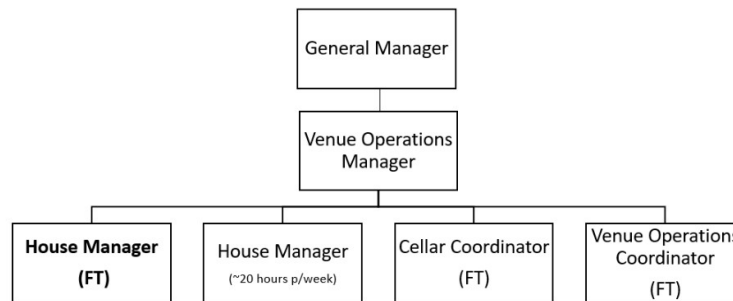 General Manager
Venue Operations
Manager
House Manager
(FT)
House Manager
(~20 hours p/week)
Cellar Coordinator
(FT)
Venue Operations
Coordinator
(FT)